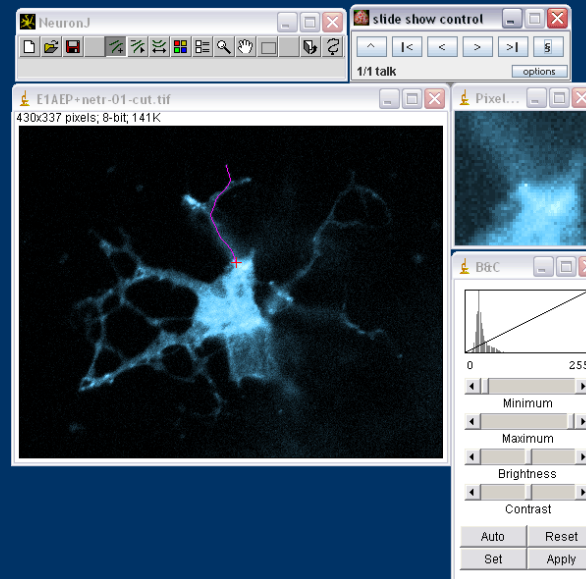 NeuronJ
slide show control
^ |< < > >| §
1/1 talk
options
E1AEP+netr-01-cut.tif
430x337 pixels; 8-bit; 141K
Pixel...
B&C
0 255
Minimum
Maximum
Brightness
Contrast
Auto Reset
Set Apply